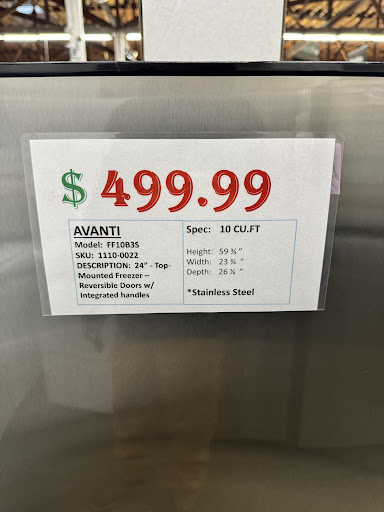 $ 499.99
AVANTI
Model: FF10B3S
SKU: 1110-0022
DESCRIPTION: 24" - Top-
Mounted Freezer –
Reversible Doors w/
Integrated handles
Spec: 10 CU.FT
Height: 59 ¾ "
Width: 23 ¾ "
Depth: 26 ¼ "
*Stainless Steel